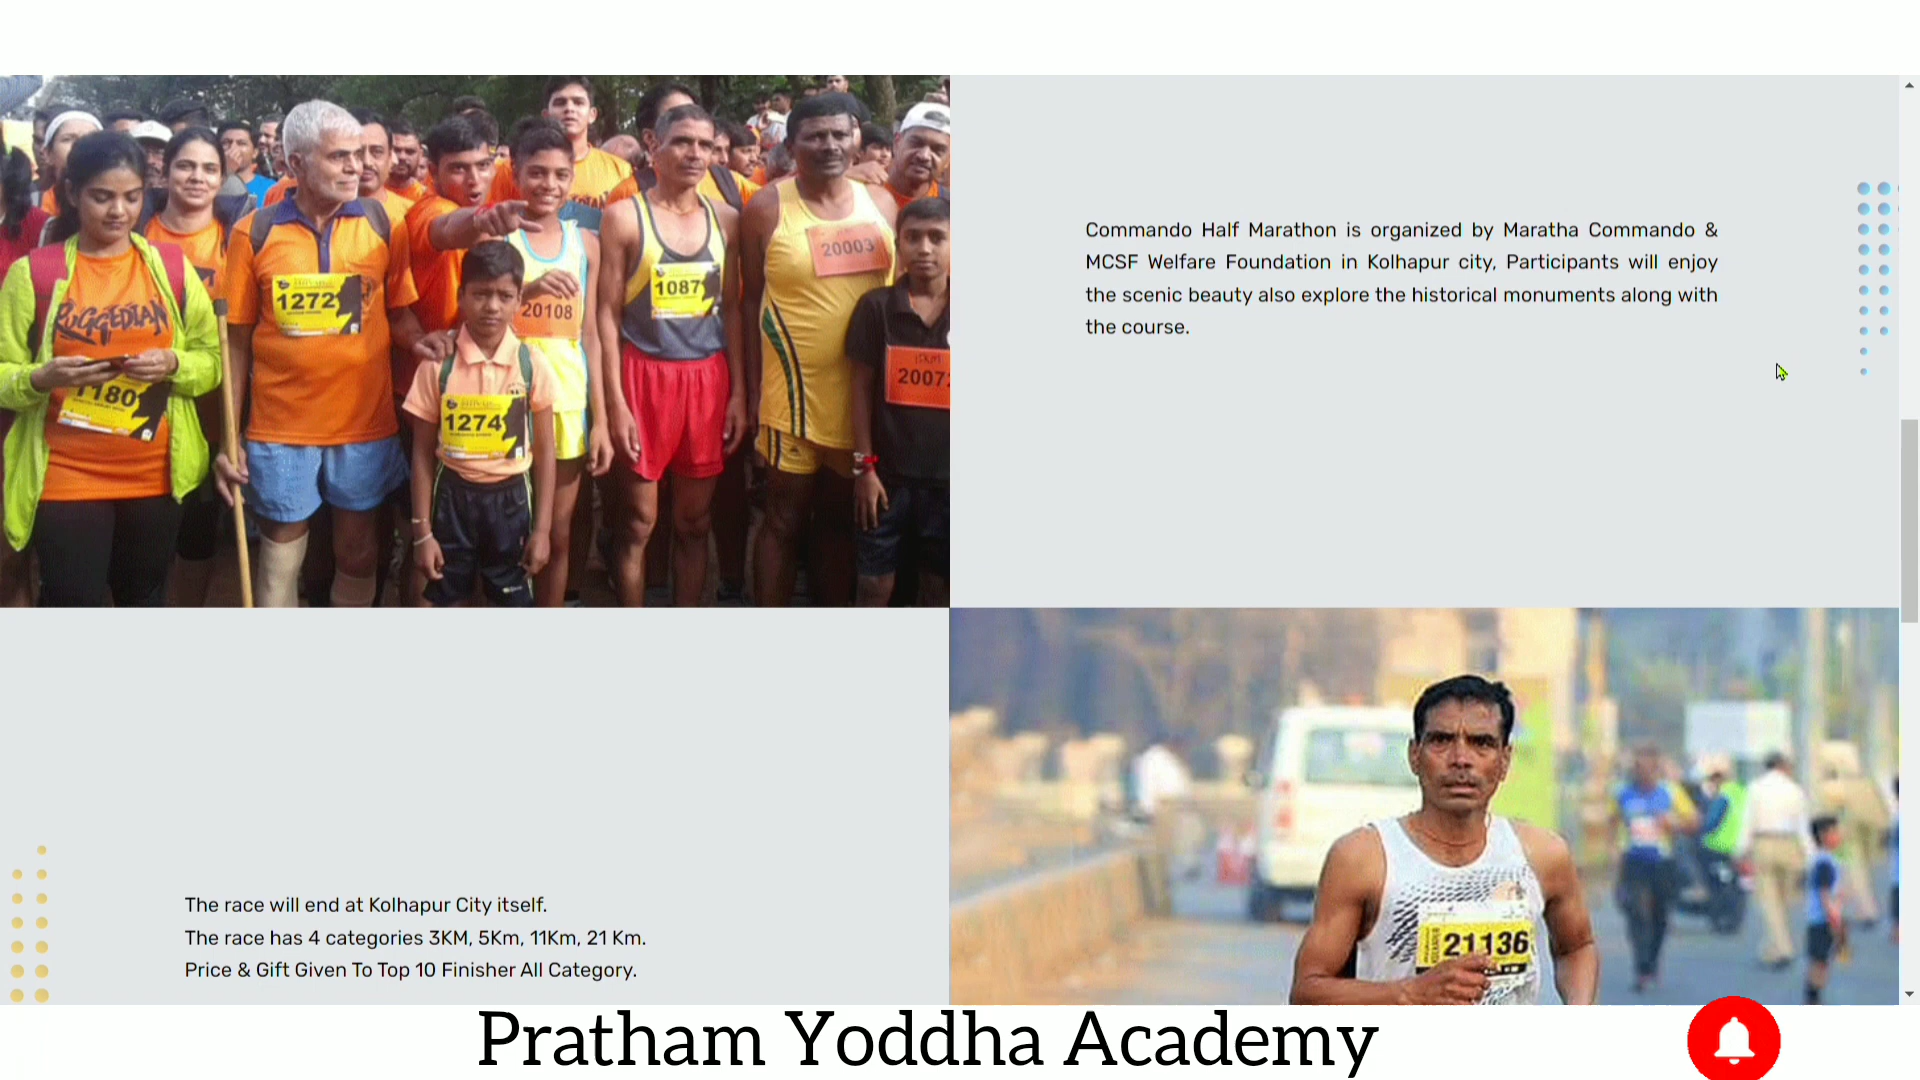 RUGGEDIAN
1272
20003
1087
20108
1274
1180
2007
Commando Half Marathon is organized by Maratha Commando &
MCSF Welfare Foundation in Kolhapur city, Participants will enjoy
the scenic beauty also explore the historical monuments along with
the course.
The race will end at Kolhapur City itself.
The race has 4 categories 3KM, 5Km, 11Km, 21 Km.
Price & Gift Given To Top 10 Finisher All Category.
21136
Pratham Yoddha Academy